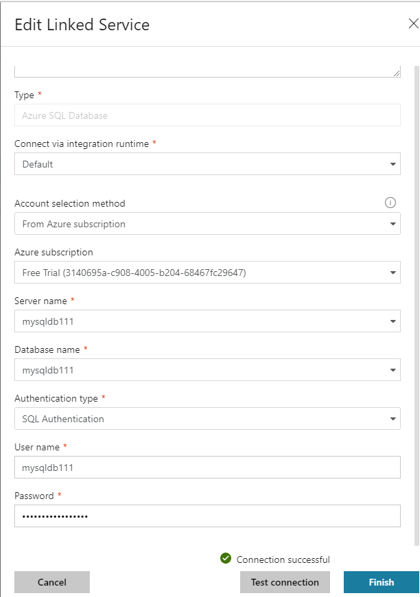 Edit Linked Service
Type *
Azure SQL Database
Connect via integration runtime *
Default
Account selection method
From Azure subscription
Azure subscription
Free Trial (3140695a-c908-4005-b204-68467fc29647)
Server name *
mysqldb111
Database name *
mysqldb111
Authentication type *
SQL Authentication
User name *
mysqldb111
Password *
•••••••••••••••••
Connection successful
Cancel
Test connection
Finish